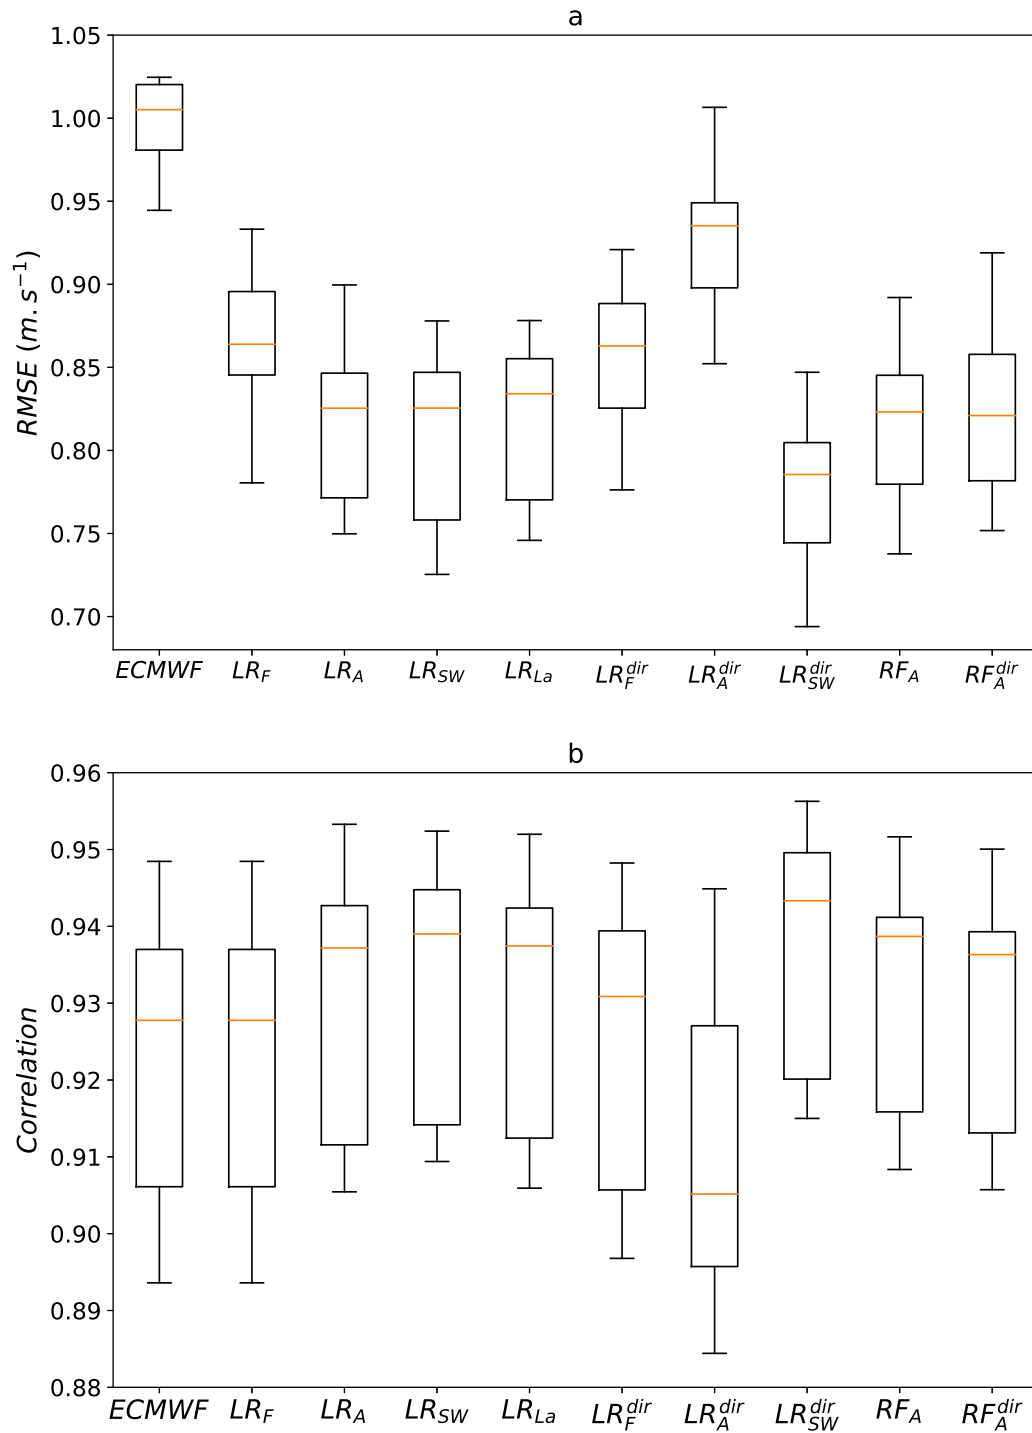 a
1.05
1.00
0.95
0.90
0.85
0.80
0.75
0.70
RMSE (m.s⁻¹)
ECMWF LR_F LR_A LR_SW LR_La LR_F^dir LR_A^dir LR_SW^dir RF_A RF_A^dir
b
0.96
0.95
0.94
0.93
0.92
0.91
0.90
0.89
0.88
Correlation
ECMWF LR_F LR_A LR_SW LR_La LR_F^dir LR_A^dir LR_SW^dir RF_A RF_A^dir